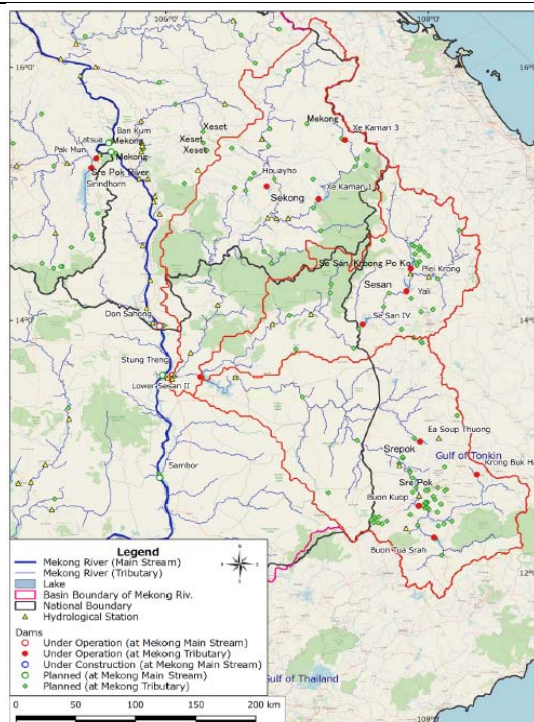 106°0'
108°0'
16°0'
16°0'
Ban Kum
Latsua
Mekong
Pak Mun
Mekong
Sre Pok River
Sirindhorn
Xeset
Xeset
Xeset
Mekong
Xe Kaman 3
Houayho
Sekong
Xe Kaman 1
Se San/Kroong Po Ko
Plei Krong
Sesan
Yali
14°0'
14°0'
Don Sahong
Se San IV
Stung Treng
Lower Sesan II
Ea Soup Thuong
Srepok
Gulf of Tonkin
Krong Buk H
Sambor
Sre Pok
Buon Kuop
Buon Tua Srah
12°0'
Legend
Mekong River (Main Stream)
Mekong River (Tributary)
Lake
Basin Boundary of Mekong Riv.
National Boundary
Hydrological Station
Dams
Under Operation (at Mekong Main Stream)
Under Operation (at Mekong Tributary)
Under Construction (at Mekong Main Stream)
Planned (at Mekong Main Stream)
Planned (at Mekong Tributary)
Gulf of Thailand
0 50 100 150 200 km
108°0'